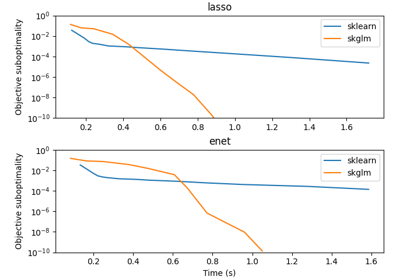 lasso
Objective suboptimality
10^0
10^-2
10^-4
10^-6
10^-8
10^-10
sklearn
skglm
0.2 0.4 0.6 0.8 1.0 1.2 1.4 1.6
enet
Objective suboptimality
10^0
10^-2
10^-4
10^-6
10^-8
10^-10
sklearn
skglm
0.2 0.4 0.6 0.8 1.0 1.2 1.4 1.6
Time (s)